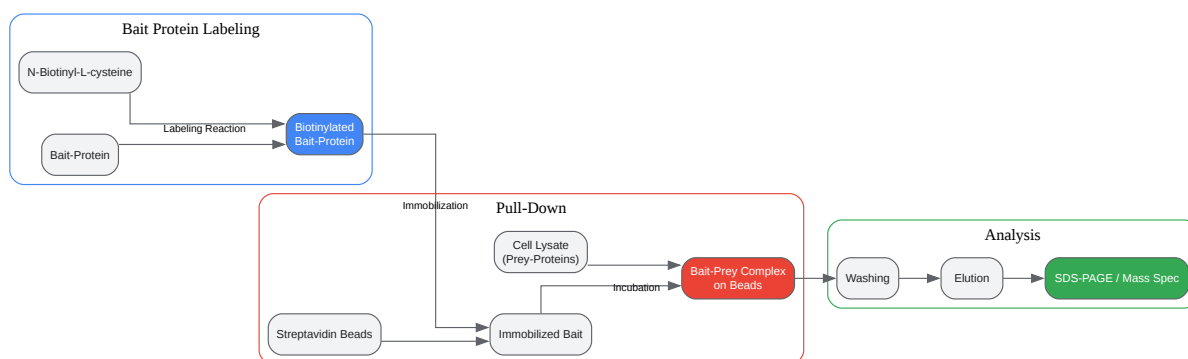 Bait Protein Labeling
N-Biotinyl-L-cysteine
Labeling Reaction
Biotinylated
Bait-Protein
Bait-Protein
Immobilization
Pull-Down
Cell Lysate
(Prey-Proteins)
Bait-Prey Complex
on Beads
Incubation
Streptavidin Beads
Immobilized Bait
Analysis
Washing
Elution
SDS-PAGE / Mass Spec